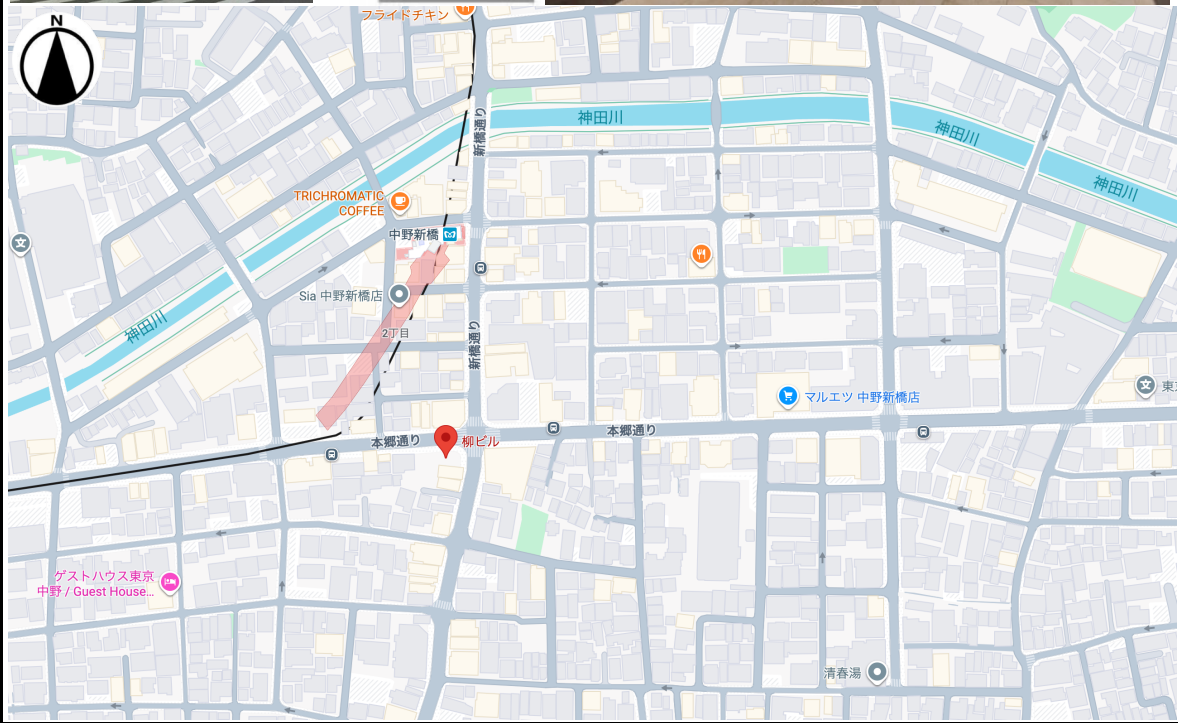 N
フライドチキン
新橋通り
神田川
神田川
神田川
TRICHROMATIC
COFFEE
中野新橋
Sia 中野新橋店
2丁目
新橋通り
神田川
マルエツ 中野新橋店
東
本郷通り
柳ビル
本郷通り
ゲストハウス東京
中野 / Guest House...
清春湯
文
文